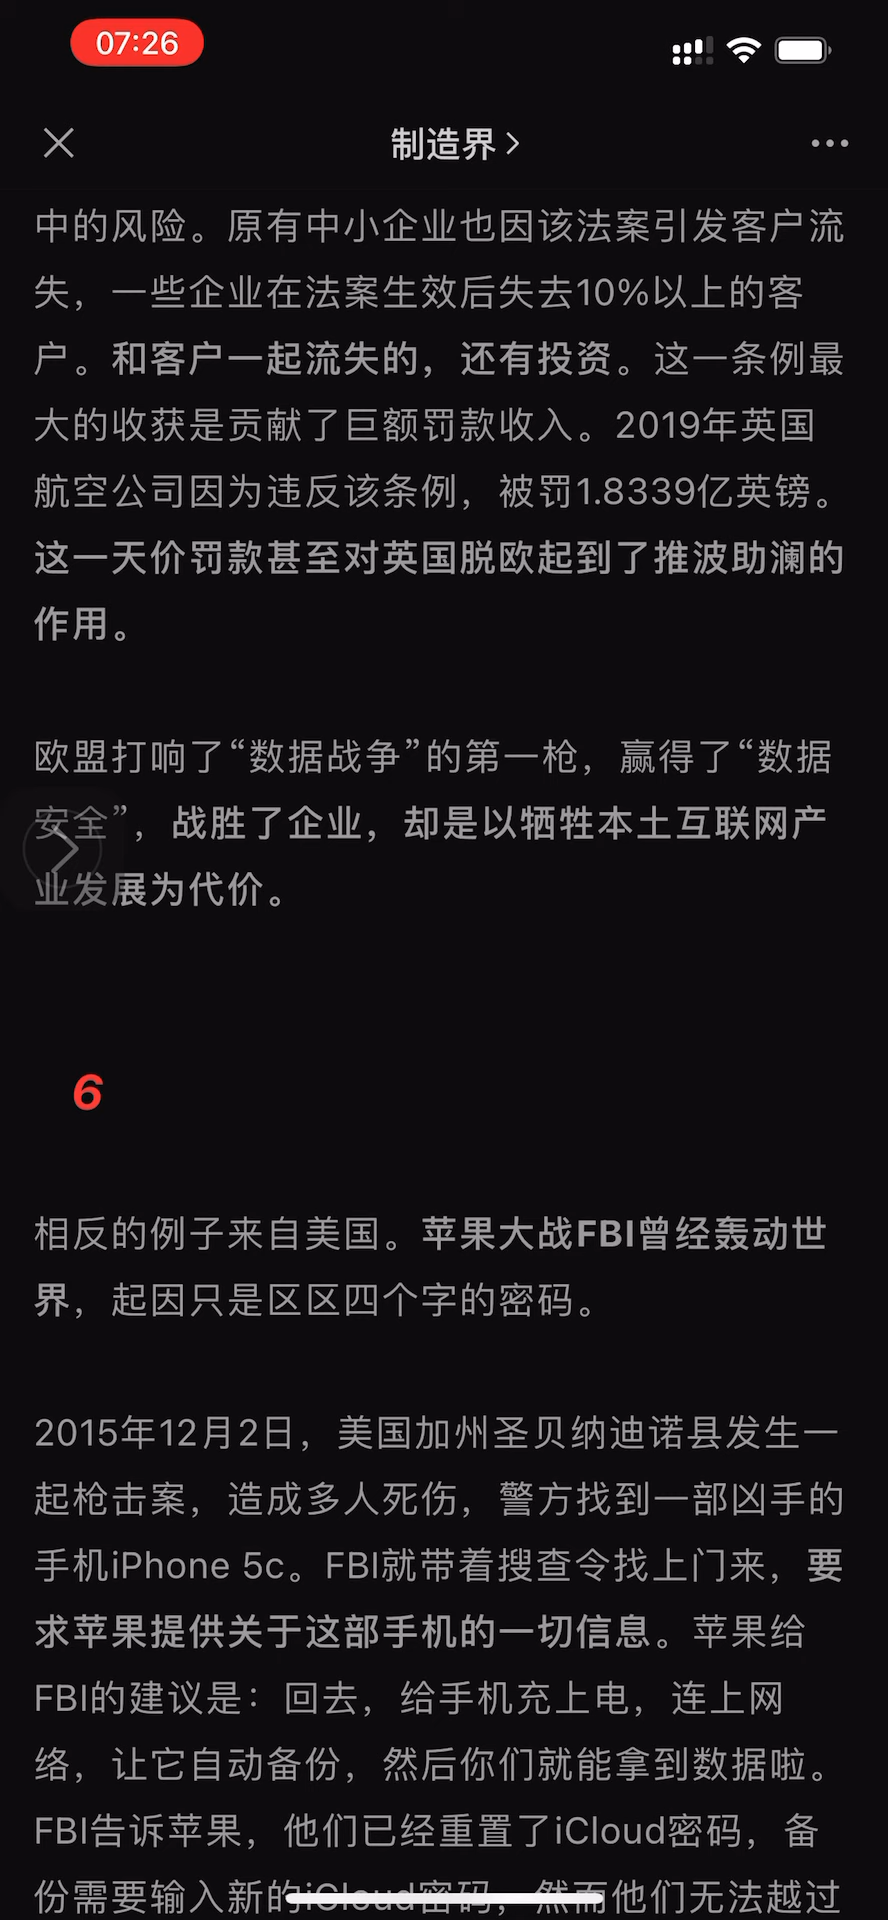 07:26
制造界
中的风险。原有中小企业也因该法案引发客户流
失，一些企业在法案生效后失去10%以上的客
户。和客户一起流失的，还有投资。这一条例最
大的收获是贡献了巨额罚款收入。2019年英国
航空公司因为违反该条例，被罚1.8339亿英镑。
这一天价罚款甚至对英国脱欧起到了推波助澜的
作用。
欧盟打响了“数据战争”的第一枪，赢得了“数据
安全”，战胜了企业，却是以牺牲本土互联网产
业发展为代价。
6
相反的例子来自美国。苹果大战FBI曾经轰动世
界，起因只是区区四个字的密码。
2015年12月2日，美国加州圣贝纳迪诺县发生一
起枪击案，造成多人死伤，警方找到一部凶手的
手机iPhone 5c。FBI就带着搜查令找上门来，要
求苹果提供关于这部手机的一切信息。苹果给
FBI的建议是：回去，给手机充上电，连上网
络，让它自动备份，然后你们就能拿到数据啦。
FBI告诉苹果，他们已经重置了iCloud密码，备
份需要输入新的iCloud密码，然而他们无法越过